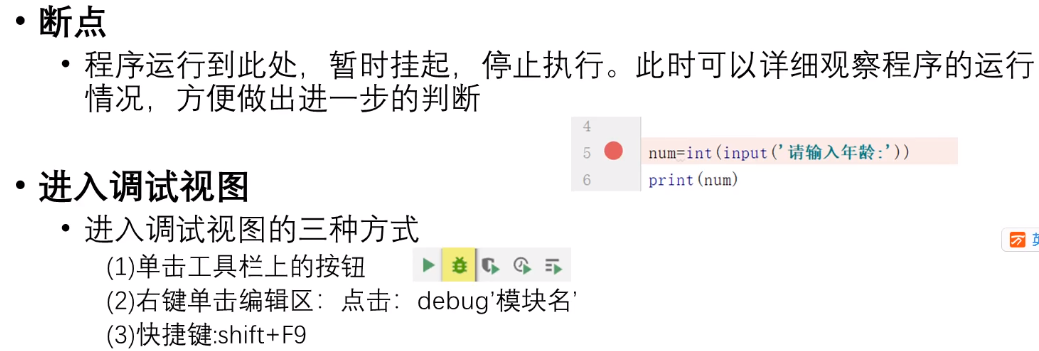 • 断点
• 程序运行到此处，暂时挂起，停止执行。此时可以详细观察程序的运行
情况，方便做出进一步的判断
4
5 num=int(input('请输入年龄:'))
6 print(num)
• 进入调试视图
• 进入调试视图的三种方式
(1)单击工具栏上的按钮
(2)右键单击编辑区：点击：debug'模块名'
(3)快捷键:shift+F9